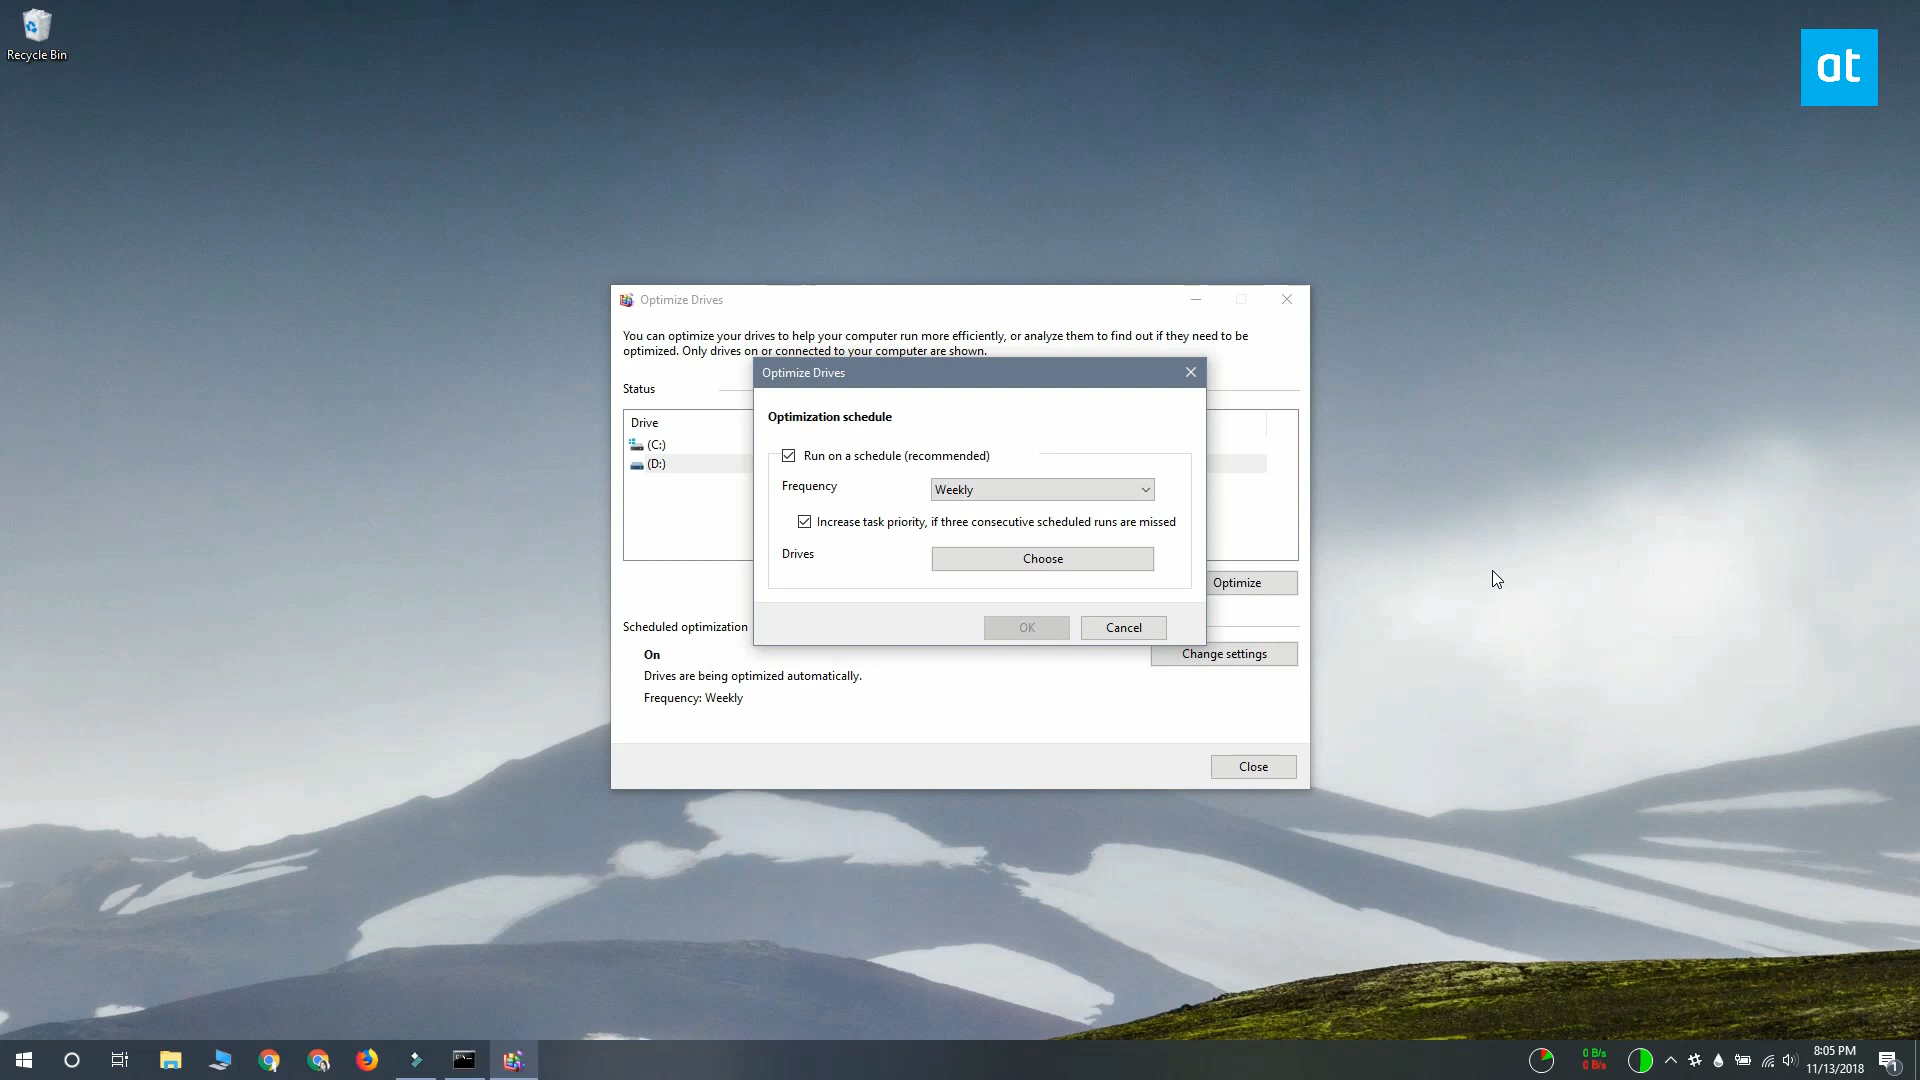 Recycle Bin
at
Optimize Drives
You can optimize your drives to help your computer run more efficiently, or analyze them to find out if they need to be
optimized. Only drives on or connected to your computer are shown.
Status
Drive
(C:)
(D:)
Optimize Drives
Optimization schedule
Run on a schedule (recommended)
Frequency
Weekly
Increase task priority, if three consecutive scheduled runs are missed
Drives
Choose
OK
Cancel
Optimize
Scheduled optimization
On
Change settings
Drives are being optimized automatically.
Frequency: Weekly
Close
0 B/s
0 B/s
8:05 PM
11/13/2018
1